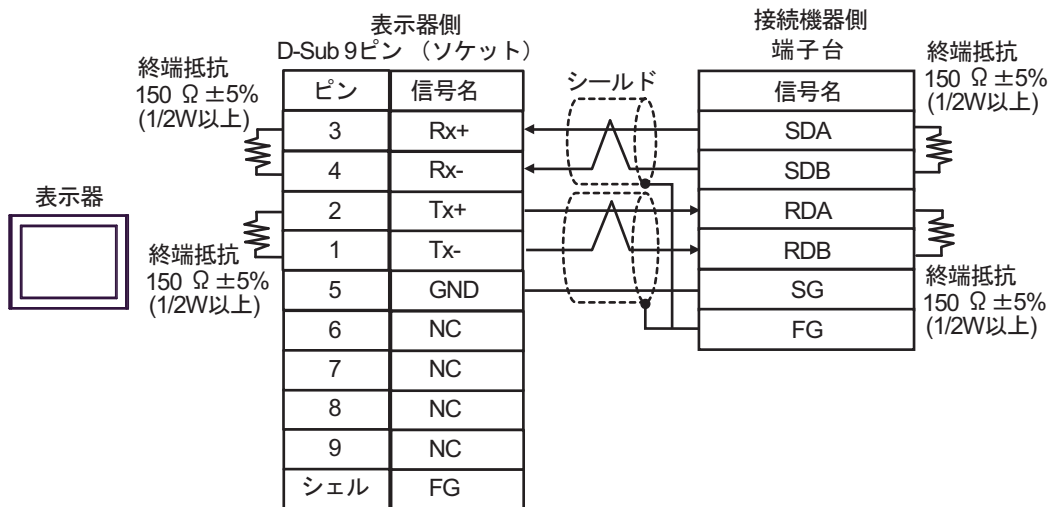 表示器側
D-Sub 9ピン （ソケット）
接続機器側
端子台
終端抵抗
150 Ω ±5%
(1/2W以上)
シールド
終端抵抗
150 Ω ±5%
(1/2W以上)
ピン 信号名
信号名
3 Rx+
SDA
4 Rx-
SDB
表示器
2 Tx+
RDA
1 Tx-
RDB
終端抵抗
150 Ω ±5%
(1/2W以上)
終端抵抗
150 Ω ±5%
(1/2W以上)
5 GND
SG
6 NC
FG
7 NC
8 NC
9 NC
シェル FG